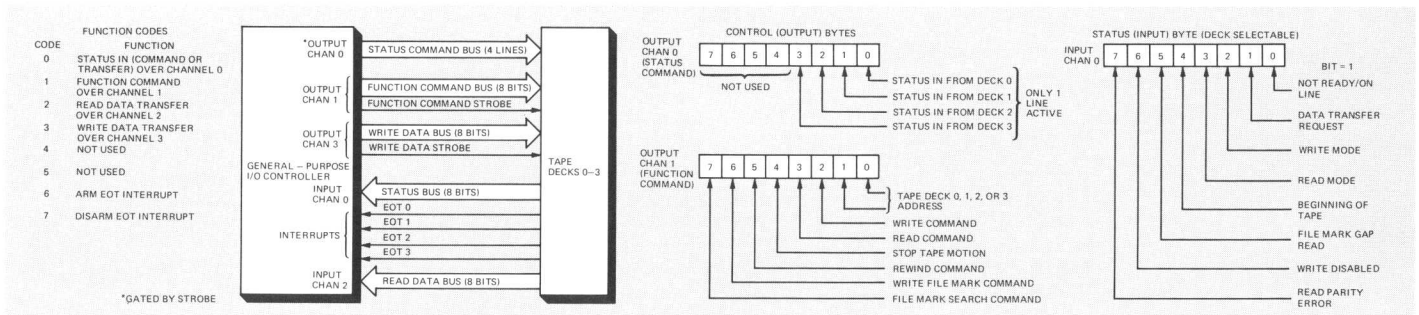 FUNCTION CODES
CODE FUNCTION
0 STATUS IN (COMMAND OR
TRANSFER) OVER CHANNEL 0
1 FUNCTION COMMAND
OVER CHANNEL 1
2 READ DATA TRANSFER
OVER CHANNEL 2
3 WRITE DATA TRANSFER
OVER CHANNEL 3
4 NOT USED
5 NOT USED
6 ARM EOT INTERRUPT
7 DISARM EOT INTERRUPT
*GATED BY STROBE
*OUTPUT
CHAN 0
OUTPUT
CHAN 1
OUTPUT
CHAN 3
GENERAL – PURPOSE
I/O CONTROLLER
INPUT
CHAN 0
INTERRUPTS
INPUT
CHAN 2
STATUS COMMAND BUS (4 LINES)
FUNCTION COMMAND BUS (8 BITS)
FUNCTION COMMAND STROBE
WRITE DATA BUS (8 BITS)
WRITE DATA STROBE
STATUS BUS (8 BITS)
EOT 0
EOT 1
EOT 2
EOT 3
READ DATA BUS (8 BITS)
TAPE
DECKS 0–3
CONTROL (OUTPUT) BYTES
OUTPUT
CHAN 0
(STATUS
COMMAND)
7 6 5 4 3 2 1 0
NOT USED
STATUS IN FROM DECK 0
STATUS IN FROM DECK 1
STATUS IN FROM DECK 2
STATUS IN FROM DECK 3
ONLY 1
LINE
ACTIVE
OUTPUT
CHAN 1
(FUNCTION
COMMAND)
7 6 5 4 3 2 1 0
TAPE DECK 0, 1, 2, OR 3
ADDRESS
WRITE COMMAND
READ COMMAND
STOP TAPE MOTION
REWIND COMMAND
WRITE FILE MARK COMMAND
FILE MARK SEARCH COMMAND
STATUS (INPUT) BYTE (DECK SELECTABLE)
INPUT
CHAN 0
7 6 5 4 3 2 1 0
BIT = 1
NOT READY/ON
LINE
DATA TRANSFER
REQUEST
WRITE MODE
READ MODE
BEGINNING OF
TAPE
FILE MARK GAP
READ
WRITE DISABLED
READ PARITY
ERROR